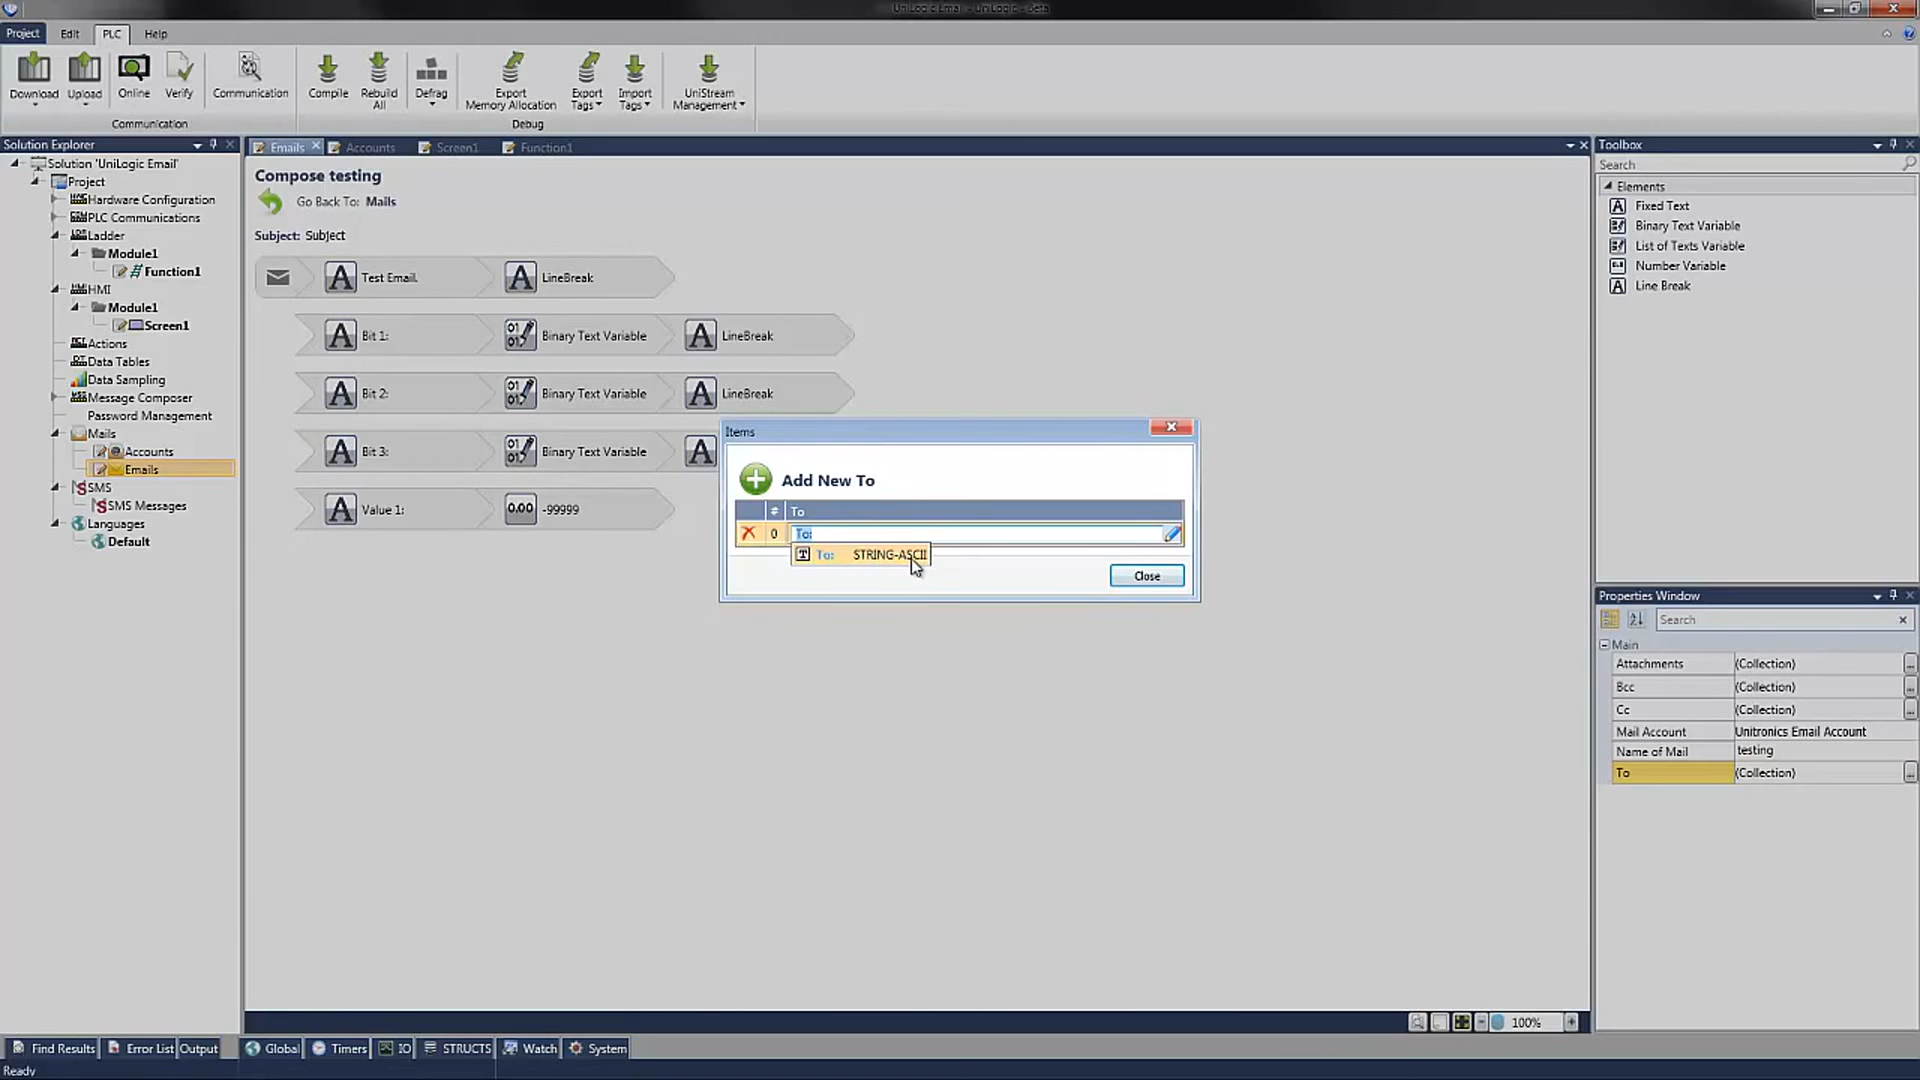 UniLogic Email - UniLogic - Beta
Project Edit PLC Help
Download Upload Online Verify Communication Compile Rebuild All Defrag Export Memory Allocation Export Tags Import Tags UniStream Management
Communication Debug
Solution Explorer
Solution 'UniLogic Email'
Project
Hardware Configuration
PLC Communications
Ladder
Module1
Function1
HMI
Module1
Screen1
Actions
Data Tables
Data Sampling
Message Composer
Password Management
Mails
Accounts
Emails
SMS
SMS Messages
Languages
Default
Emails Accounts Screen1 Function1
Compose testing
Go Back To: Mails
Subject: Subject
A Test Email. A LineBreak
A Bit 1: Binary Text Variable A LineBreak
A Bit 2: Binary Text Variable A LineBreak
A Bit 3: Binary Text Variable A
A Value 1: 0.00 -99999
Items
Add New To
# To
0 To:
T To: STRING-ASCII
Close
Toolbox
Search
Elements
A Fixed Text
Binary Text Variable
List of Texts Variable
Number Variable
A Line Break
Properties Window
Search
Main
Attachments (Collection) ...
Bcc (Collection) ...
Cc (Collection) ...
Mail Account Unitronics Email Account
Name of Mail testing
To (Collection) ...
100%
Find Results Error List Output Global Timers IO STRUCTS Watch System
Ready